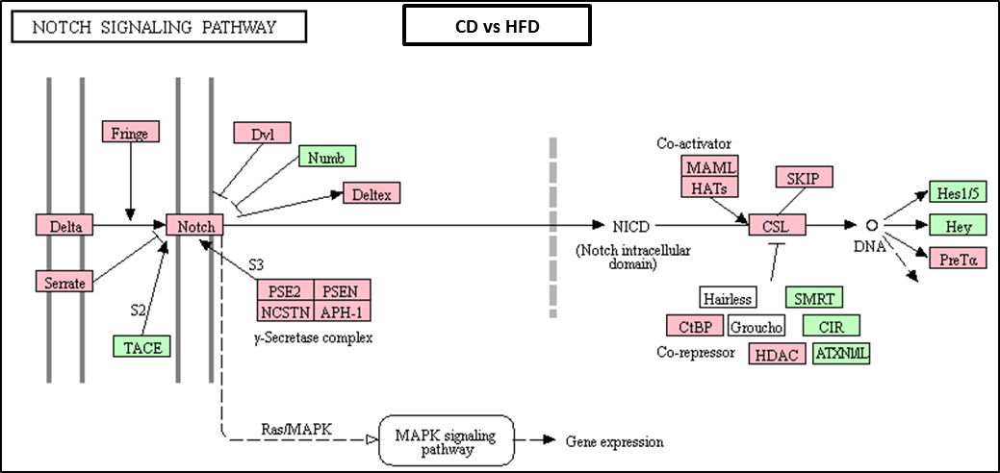 NOTCH SIGNALING PATHWAY
CD vs HFD
Fringe
Dvl
Numb
Deltex
Delta
Notch
Serrate
S2
TACE
S3
PSE2
PSEN
NCSTN
APH-1
γ-Secretase complex
NICD
(Notch intracellular
domain)
Co-activator
MAML
HATs
SKIP
CSL
DNA
Hes1/5
Hey
PreTα
Hairless
SMRT
CtBP
Groucho
CIR
Co-repressor
HDAC
ATXN1/1L
Ras/MAPK
MAPK signaling
pathway
Gene expression